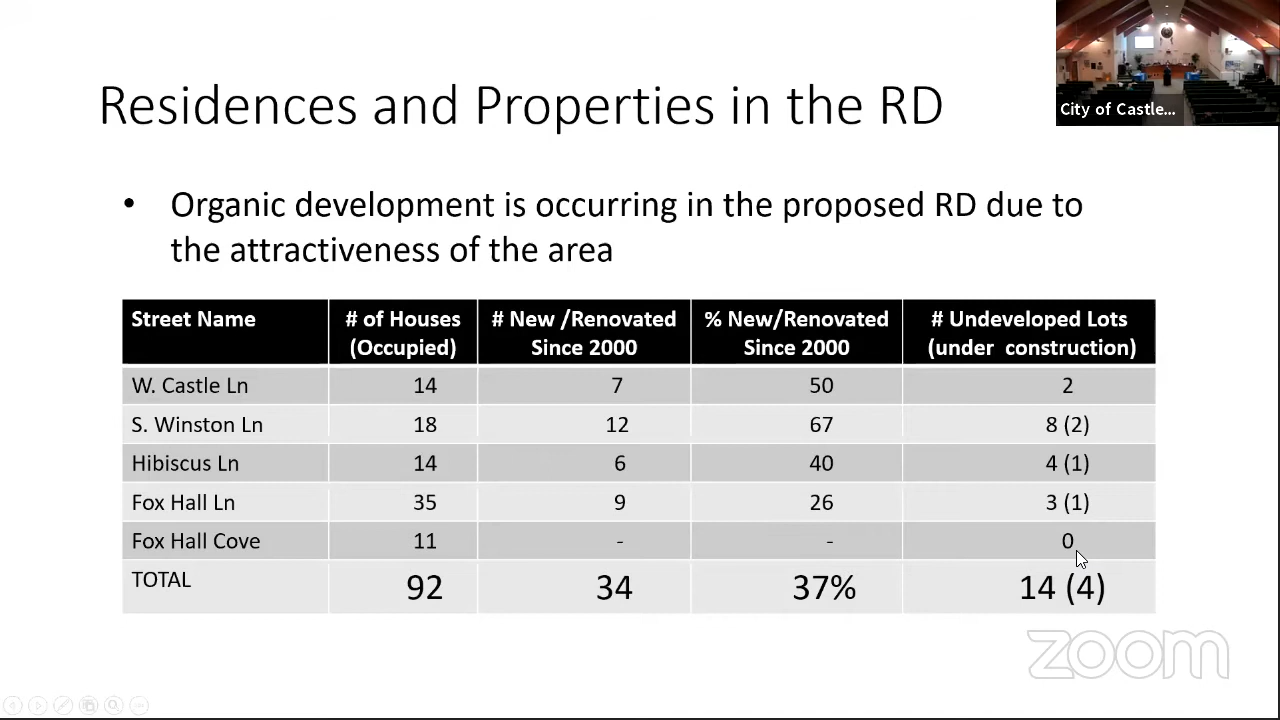 City of Castle...
Residences and Properties in the RD
• Organic development is occurring in the proposed RD due to
the attractiveness of the area
Street Name # of Houses (Occupied) # New /Renovated Since 2000 % New/Renovated Since 2000 # Undeveloped Lots (under construction)
W. Castle Ln 14 7 50 2
S. Winston Ln 18 12 67 8 (2)
Hibiscus Ln 14 6 40 4 (1)
Fox Hall Ln 35 9 26 3 (1)
Fox Hall Cove 11 - - 0
TOTAL 92 34 37% 14 (4)
zoom